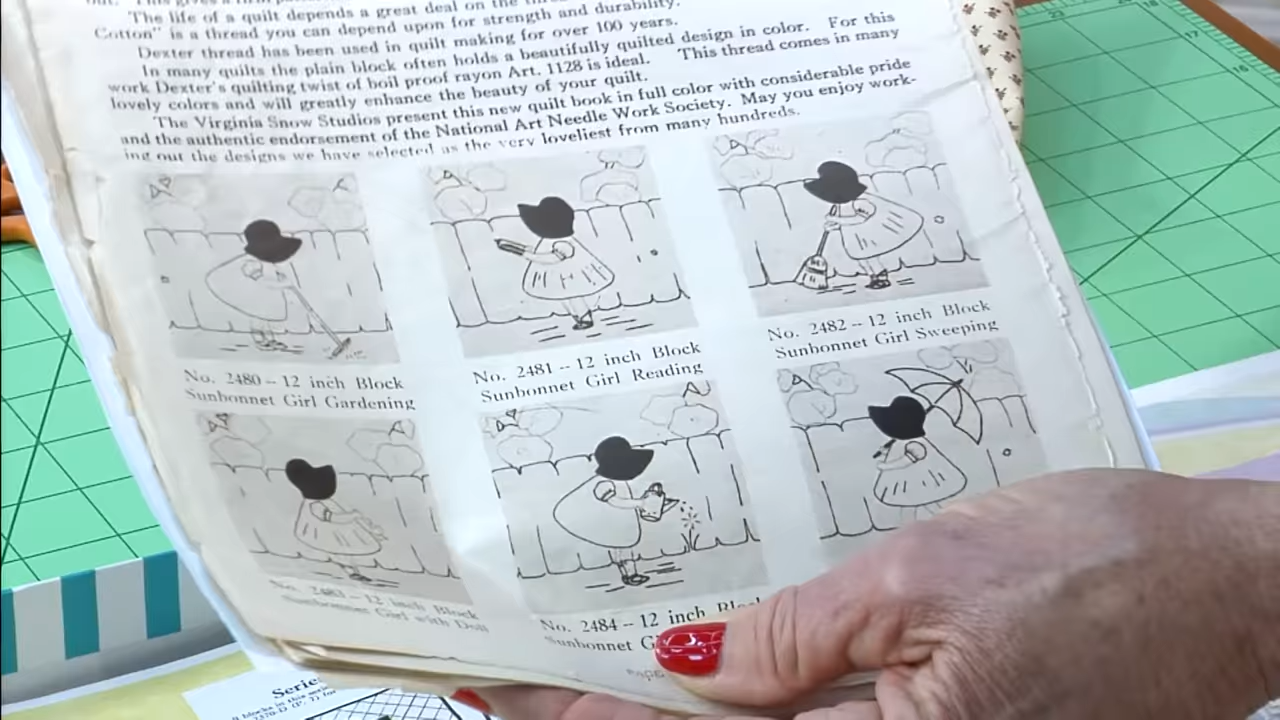 The life of a quilt depends a great deal on the
Cotton" is a thread you can depend upon for strength and durability.
Dexter thread has been used in quilt making for over 100 years.
In many quilts the plain block often holds a beautifully quilted design in color. For this
work Dexter's quilting twist of boil proof rayon Art. 1128 is ideal. This thread comes in many
lovely colors and will greatly enhance the beauty of your quilt.
The Virginia Snow Studios present this new quilt book in full color with considerable pride
and the authentic endorsement of the National Art Needle Work Society. May you enjoy work-
ing out the designs we have selected as the very loveliest from many hundreds.
No. 2480 – 12 inch Block
Sunbonnet Girl Gardening
No. 2481 – 12 inch Block
Sunbonnet Girl Reading
No. 2482 – 12 inch Block
Sunbonnet Girl Sweeping
No. 2483 – 12 inch Block
Sunbonnet Girl with Doll
No. 2484 – 12 inch Block
Sunbonnet G
PAGE
Serie
17
16